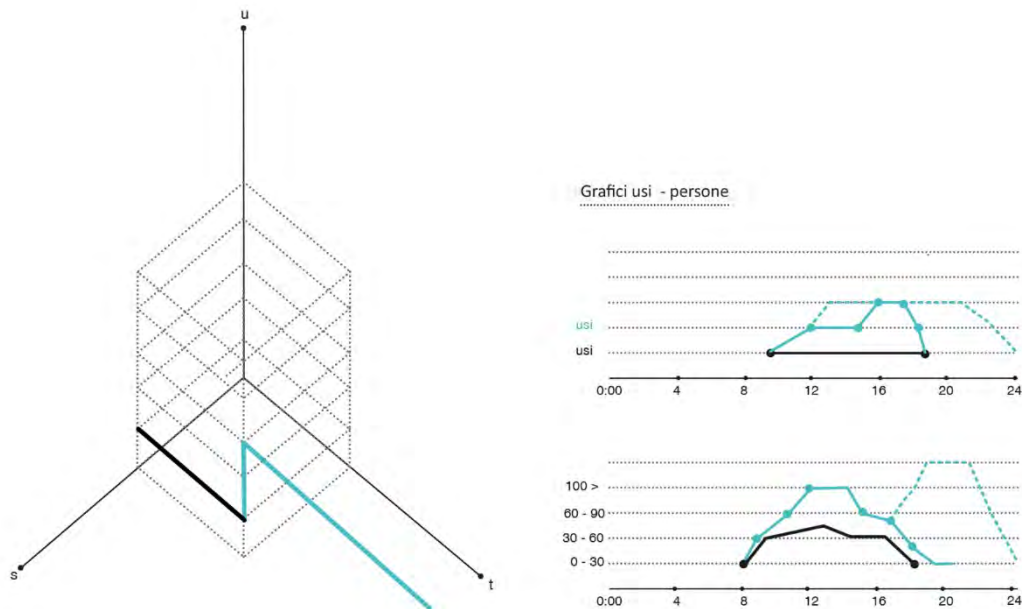 u
s
t
Grafici usi - persone
usi
usi
0:00 4 8 12 16 20 24
100 >
60 - 90
30 - 60
0 - 30
0:00 4 8 12 16 20 24